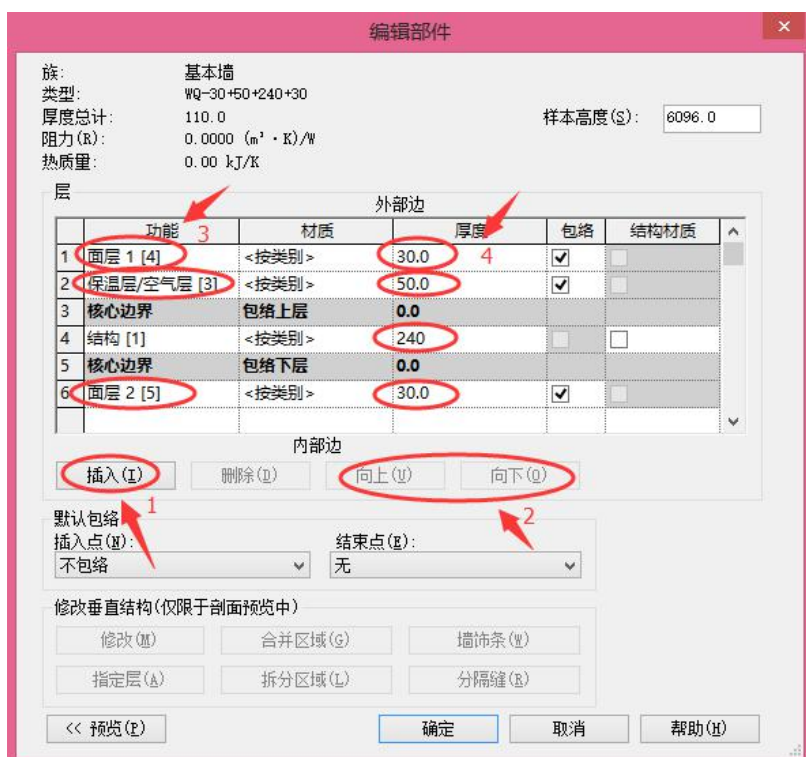 编辑部件
×
族: 基本墙
类型: WQ-30+50+240+30
厚度总计: 110.0 样本高度(S): 6096.0
阻力(R): 0.0000 (m²·K)/W
热质量: 0.00 kJ/K
层
外部边
功能 材质 厚度 包络 结构材质
3 4
1 面层 1 [4] <按类别> 30.0
2 保温层/空气层 [3] <按类别> 50.0
3 核心边界 包络上层 0.0
4 结构 [1] <按类别> 240
5 核心边界 包络下层 0.0
6 面层 2 [5] <按类别> 30.0
内部边
插入(I) 删除(D) 向上(U) 向下(O)
1 2
默认包络
插入点(N): 结束点(E):
不包络 无
修改垂直结构(仅限于剖面预览中)
修改(M) 合并区域(G) 墙饰条(W)
指定层(A) 拆分区域(L) 分隔缝(R)
<< 预览(P) 确定 取消 帮助(H)